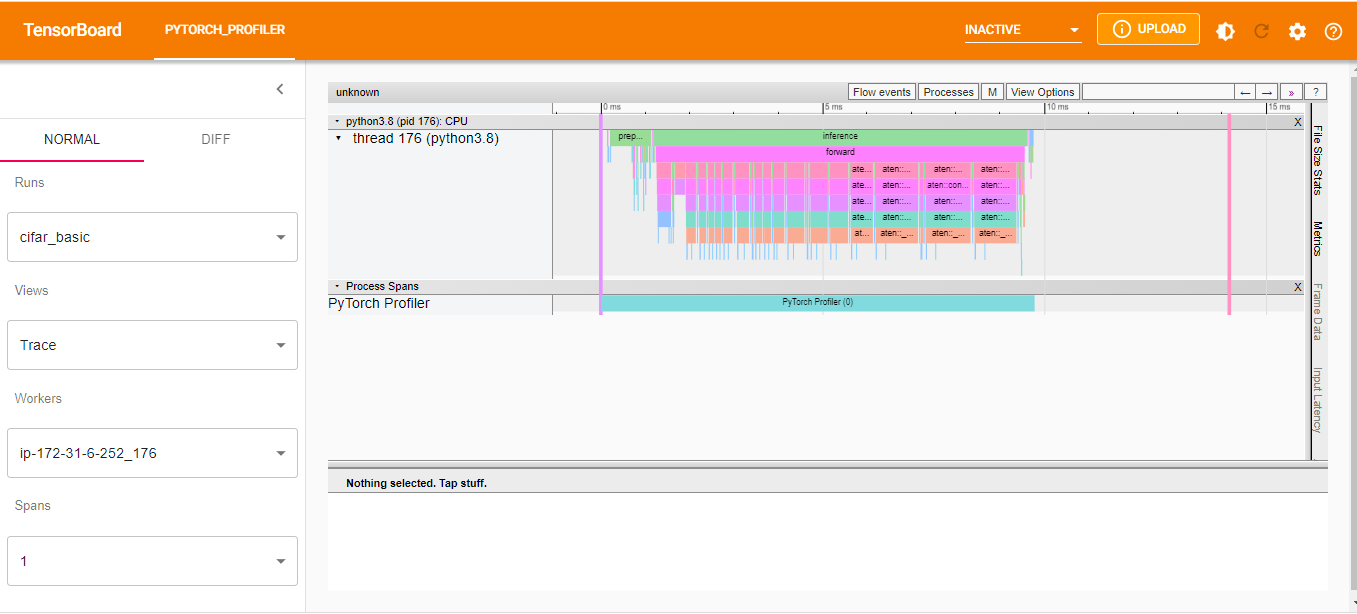 TensorBoard
PYTORCH_PROFILER
INACTIVE
UPLOAD
NORMAL
DIFF
Runs
cifar_basic
Views
Trace
Workers
ip-172-31-6-252_176
Spans
1
unknown
Flow events
Processes
M
View Options
←
→
»
?
0 ms
5 ms
10 ms
15 ms
python3.8 (pid 176): CPU
X
thread 176 (python3.8)
prep...
inference
forward
ate... aten::... aten::... aten::...
ate... aten::... aten::con... aten::...
ate... aten::... aten::... aten::...
ate... aten::... aten::... aten::...
at... aten::_... aten::_... aten::_...
Process Spans
X
PyTorch Profiler
PyTorch Profiler (0)
File Size Stats
Metrics
Frame Data
Input Latency
Nothing selected. Tap stuff.